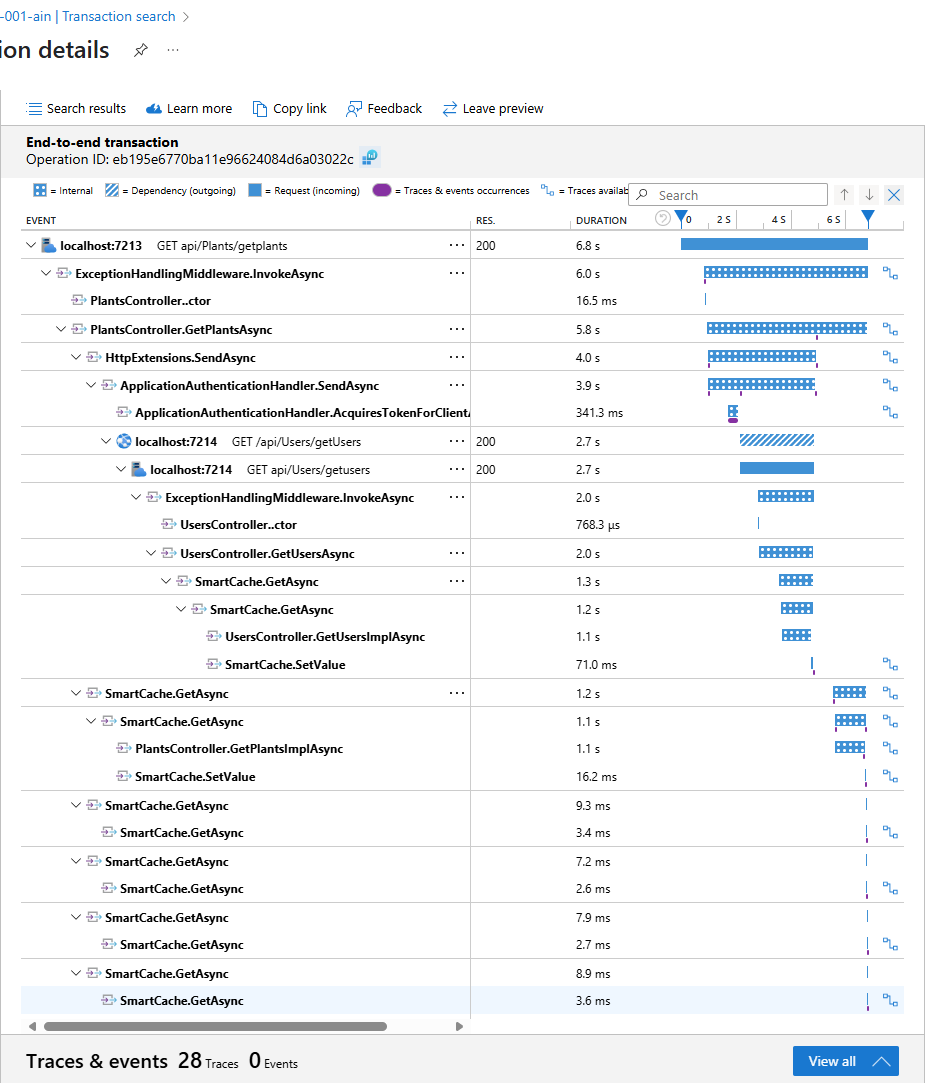 -001-ain | Transaction search >
ion details ...
Search results Learn more Copy link Feedback Leave preview
End-to-end transaction
Operation ID: eb195e6770ba11e96624084d6a03022c
= Internal = Dependency (outgoing) = Request (incoming) = Traces & events occurrences = Traces availab Search
EVENT RES. DURATION ? 0 2 S 4 S 6 S
localhost:7213 GET api/Plants/getplants ... 200 6.8 s
ExceptionHandlingMiddleware.InvokeAsync ... 6.0 s
PlantsController..ctor 16.5 ms
PlantsController.GetPlantsAsync ... 5.8 s
HttpExtensions.SendAsync ... 4.0 s
ApplicationAuthenticationHandler.SendAsync ... 3.9 s
ApplicationAuthenticationHandler.AcquiresTokenForClientA 341.3 ms
localhost:7214 GET /api/Users/getUsers ... 200 2.7 s
localhost:7214 GET api/Users/getusers ... 200 2.7 s
ExceptionHandlingMiddleware.InvokeAsync ... 2.0 s
UsersController..ctor 768.3 µs
UsersController.GetUsersAsync ... 2.0 s
SmartCache.GetAsync ... 1.3 s
SmartCache.GetAsync 1.2 s
UsersController.GetUsersImplAsync 1.1 s
SmartCache.SetValue 71.0 ms
SmartCache.GetAsync ... 1.2 s
SmartCache.GetAsync 1.1 s
PlantsController.GetPlantsImplAsync 1.1 s
SmartCache.SetValue 16.2 ms
SmartCache.GetAsync 9.3 ms
SmartCache.GetAsync 3.4 ms
SmartCache.GetAsync 7.2 ms
SmartCache.GetAsync 2.6 ms
SmartCache.GetAsync 7.9 ms
SmartCache.GetAsync 2.7 ms
SmartCache.GetAsync 8.9 ms
SmartCache.GetAsync 3.6 ms
Traces & events 28 Traces 0 Events View all